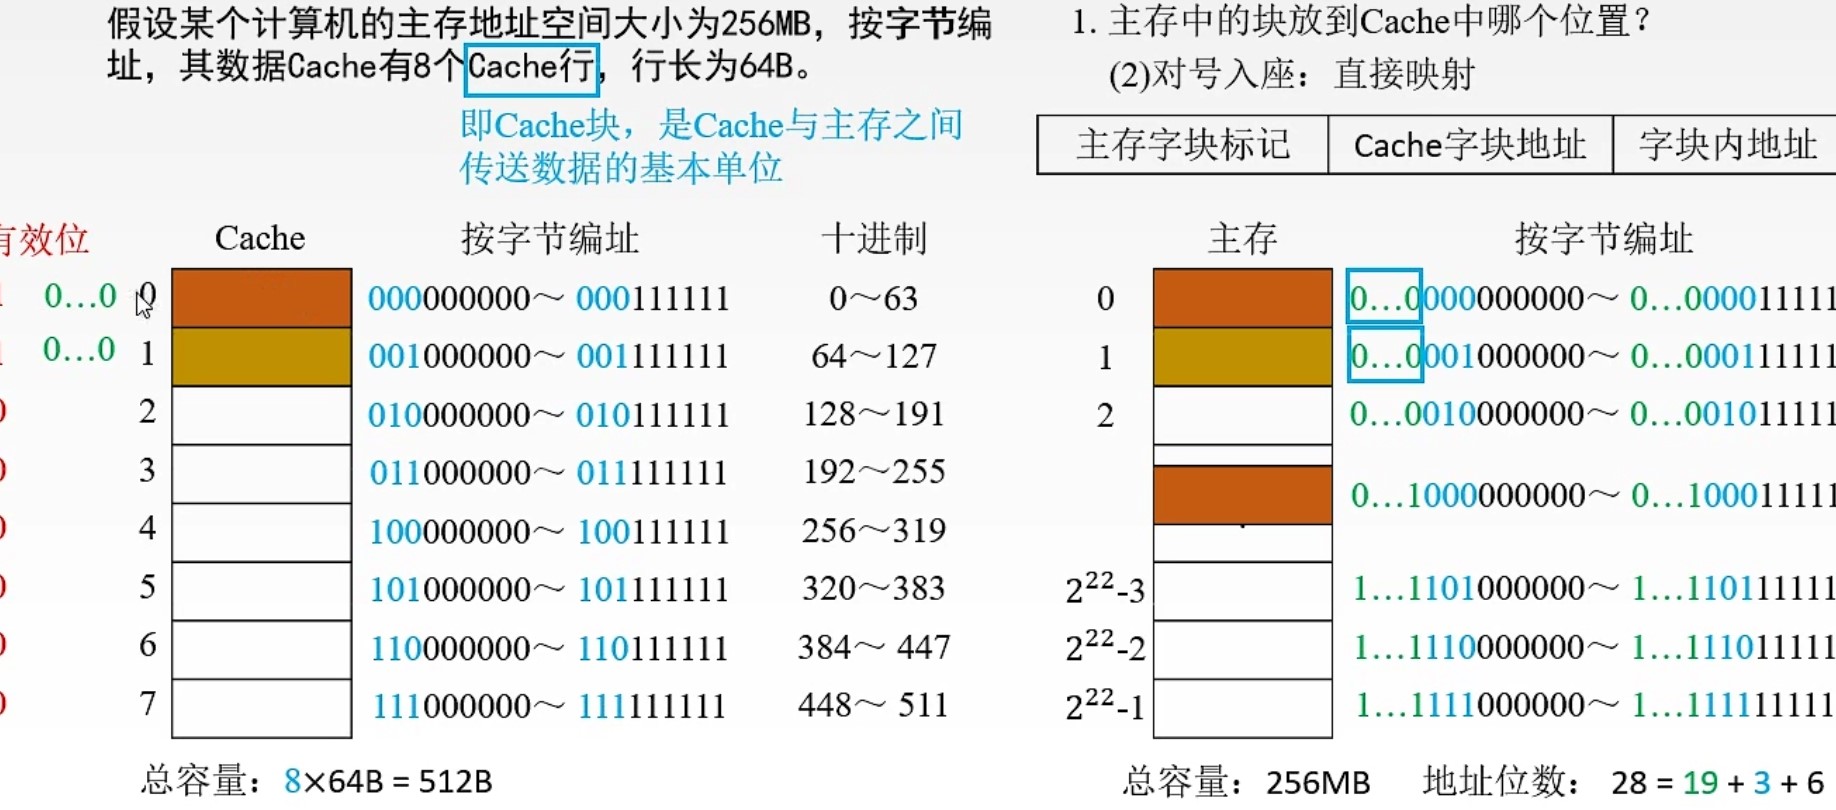 假设某个计算机的主存地址空间大小为256MB，按字节编
址，其数据Cache有8个Cache行，行长为64B。
即Cache块，是Cache与主存之间
传送数据的基本单位
1. 主存中的块放到Cache中哪个位置？
(2)对号入座：直接映射
主存字块标记 Cache字块地址 字块内地址
有效位 Cache 按字节编址 十进制
1 0…0 0 000000000～ 000111111 0～63
1 0…0 1 001000000～ 001111111 64～127
0 2 010000000～ 010111111 128～191
0 3 011000000～ 011111111 192～255
0 4 100000000～ 100111111 256～319
0 5 101000000～ 101111111 320～383
0 6 110000000～ 110111111 384～ 447
0 7 111000000～ 111111111 448～ 511
总容量：8×64B = 512B
主存 按字节编址
0 0…0000000000～ 0…000011111
1 0…0001000000～ 0…000111111
2 0…0010000000～ 0…001011111
0…1000000000～ 0…100011111
2²²-3 1…1101000000～ 1…110111111
2²²-2 1…1110000000～ 1…111011111
2²²-1 1…1111000000～ 1…111111111
总容量：256MB 地址位数：28 = 19 + 3 + 6